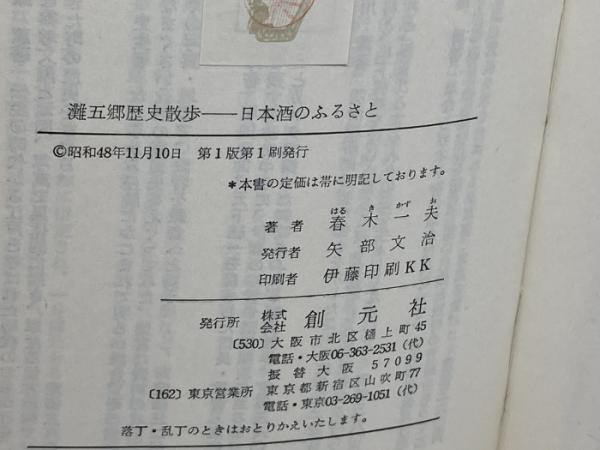 灘五郷歴史散歩——日本酒のふるさと
©昭和48年11月10日　第1版第1刷発行
＊本書の定価は帯に明記しております。
はる　き　かず　お
著者　春木一夫
発行者　矢部文治
印刷者　伊藤印刷KK
発行所　株式会社　創元社
〔530〕大阪市北区樋上町45
電話・大阪06-363-2531（代）
振替大阪　57099
〔162〕東京営業所　東京都新宿区山吹町77
電話・東京03-269-1051（代）
落丁・乱丁のときはおとりかえいたします。